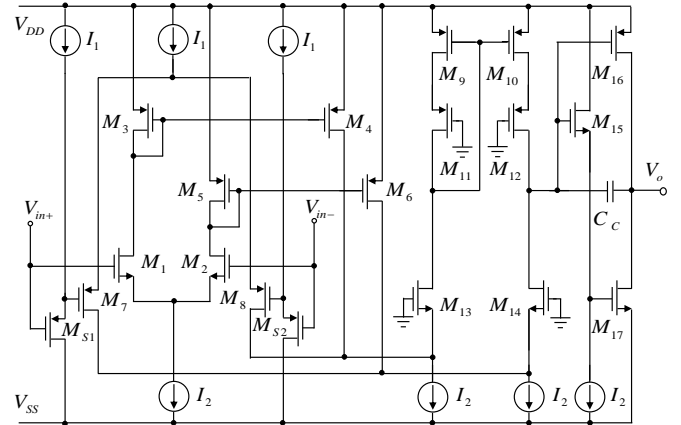 V_DD
I_1 I_1 I_1
M_9 M_10 M_16
M_3 M_4 M_15
M_11 M_12
M_5 M_6 V_o
V_in+ V_in− C_C
M_1 M_2
M_7 M_8 M_13 M_14
M_S1 M_S2 M_17
I_2 I_2 I_2 I_2
V_SS